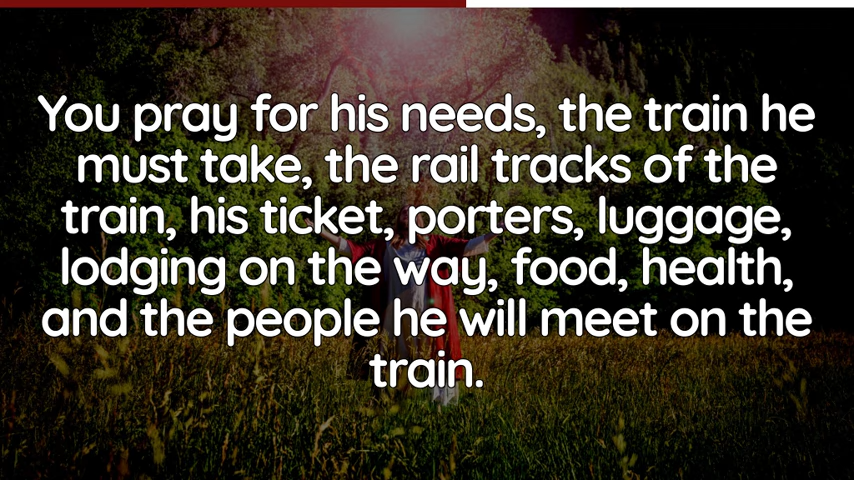 You pray for his needs, the train he
must take, the rail tracks of the
train, his ticket, porters, luggage,
lodging on the way, food, health,
and the people he will meet on the
train.